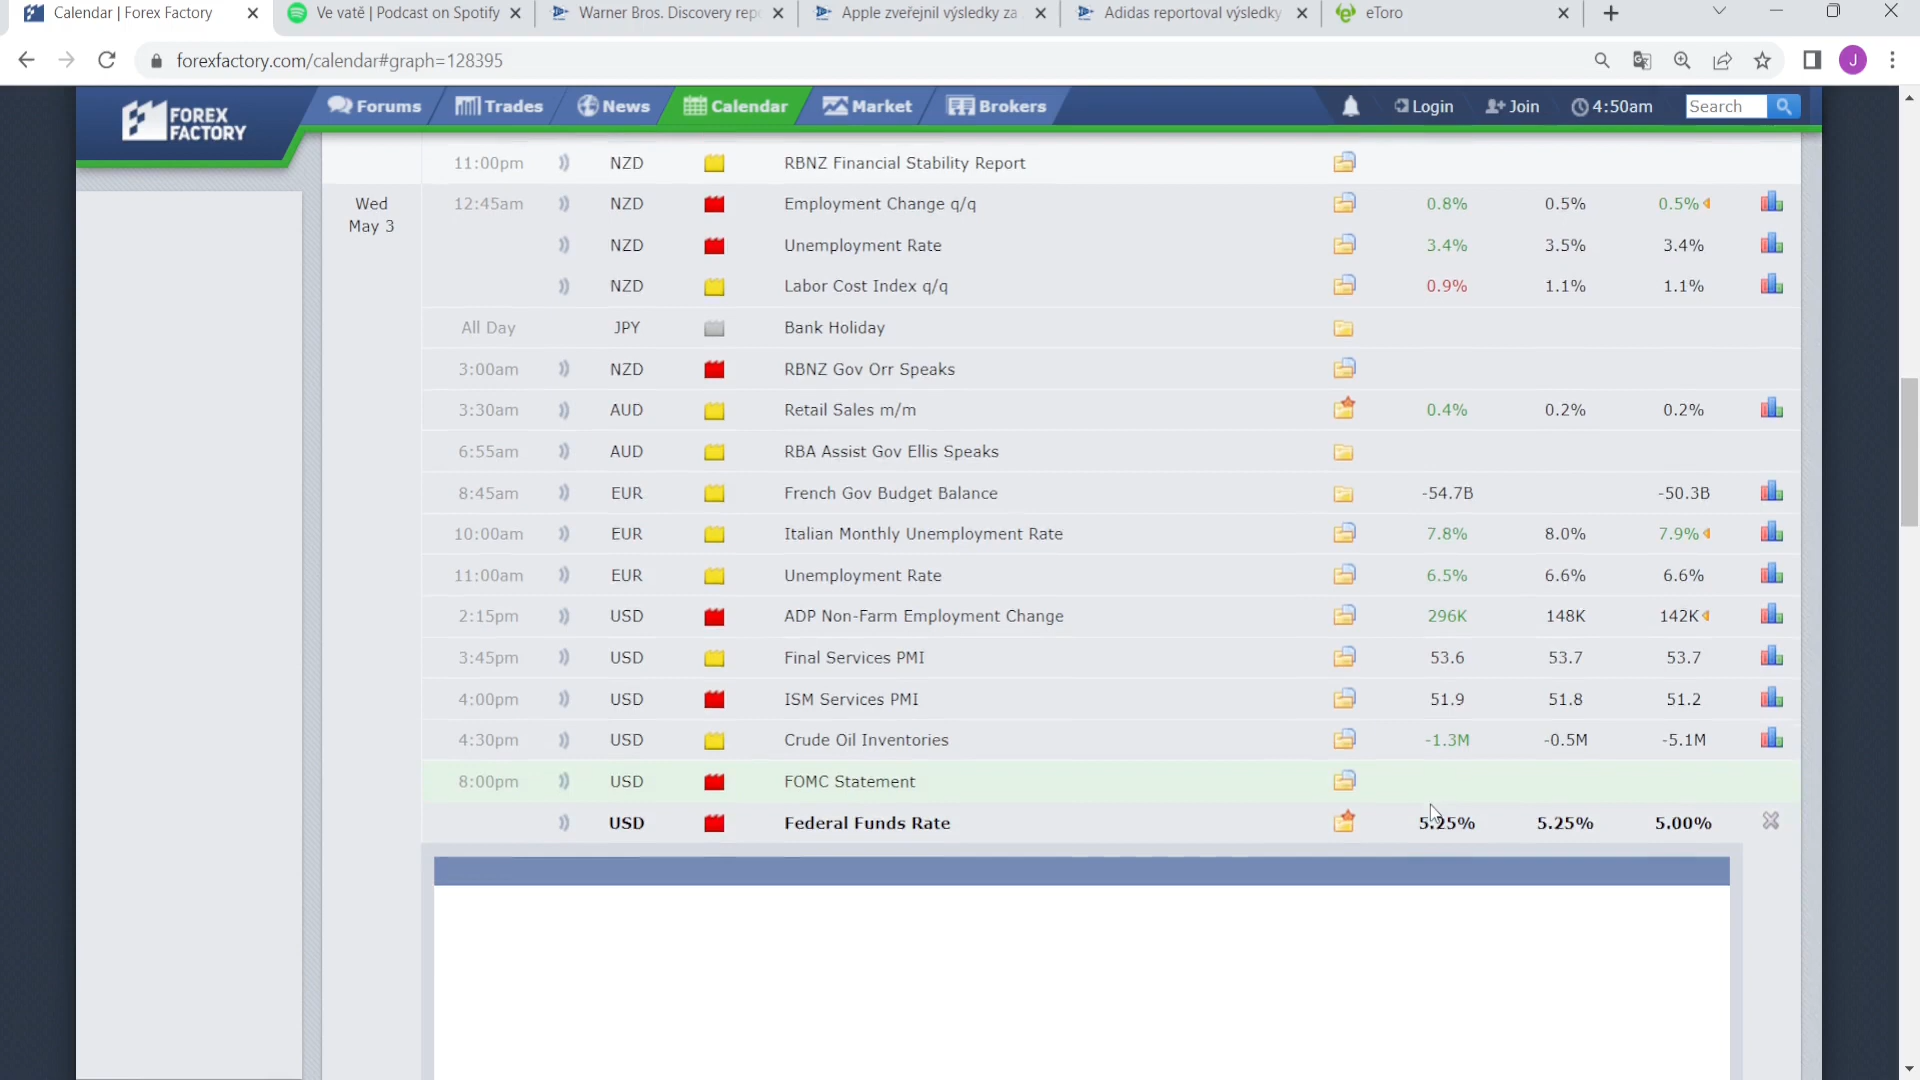 Calendar | Forex Factory
Ve vatě | Podcast on Spotify
Warner Bros. Discovery rep
Apple zveřejnil výsledky za
Adidas reportoval výsledky
eToro
forexfactory.com/calendar#graph=128395
J
FOREX FACTORY
Forums
Trades
News
Calendar
Market
Brokers
Login
Join
4:50am
Search
11:00pm NZD RBNZ Financial Stability Report
Wed May 3
12:45am NZD Employment Change q/q 0.8% 0.5% 0.5%
NZD Unemployment Rate 3.4% 3.5% 3.4%
NZD Labor Cost Index q/q 0.9% 1.1% 1.1%
All Day JPY Bank Holiday
3:00am NZD RBNZ Gov Orr Speaks
3:30am AUD Retail Sales m/m 0.4% 0.2% 0.2%
6:55am AUD RBA Assist Gov Ellis Speaks
8:45am EUR French Gov Budget Balance -54.7B -50.3B
10:00am EUR Italian Monthly Unemployment Rate 7.8% 8.0% 7.9%
11:00am EUR Unemployment Rate 6.5% 6.6% 6.6%
2:15pm USD ADP Non-Farm Employment Change 296K 148K 142K
3:45pm USD Final Services PMI 53.6 53.7 53.7
4:00pm USD ISM Services PMI 51.9 51.8 51.2
4:30pm USD Crude Oil Inventories -1.3M -0.5M -5.1M
8:00pm USD FOMC Statement
USD Federal Funds Rate 5.25% 5.25% 5.00%